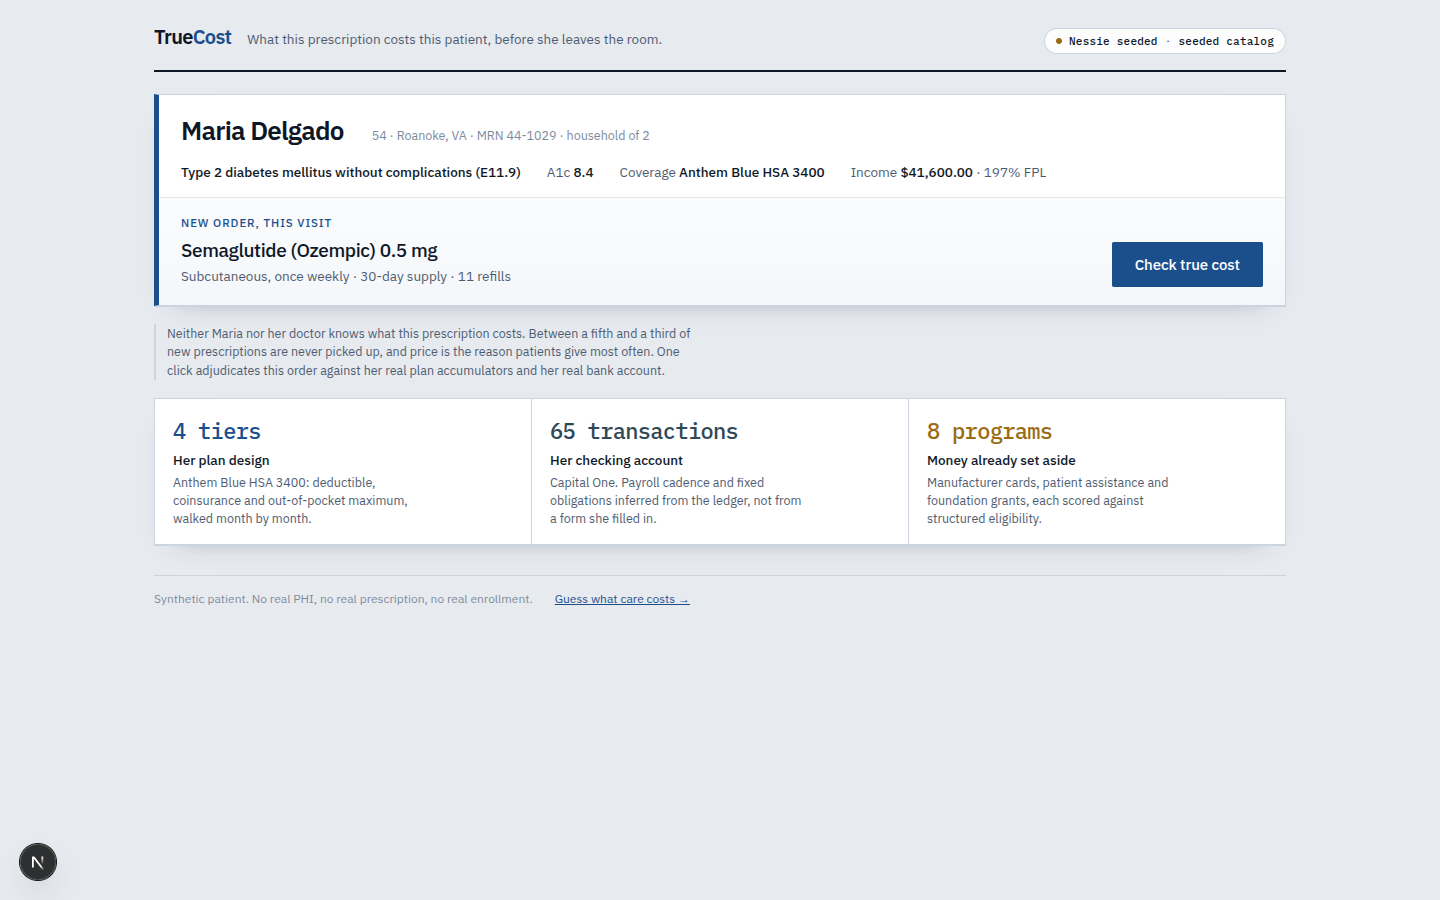 TrueCost What this prescription costs this patient, before she leaves the room.
Nessie seeded · seeded catalog
Maria Delgado 54 · Roanoke, VA · MRN 44-1029 · household of 2
Type 2 diabetes mellitus without complications (E11.9) A1c 8.4 Coverage Anthem Blue HSA 3400 Income $41,600.00 · 197% FPL
NEW ORDER, THIS VISIT
Semaglutide (Ozempic) 0.5 mg
Subcutaneous, once weekly · 30-day supply · 11 refills
Check true cost
Neither Maria nor her doctor knows what this prescription costs. Between a fifth and a third of
new prescriptions are never picked up, and price is the reason patients give most often. One
click adjudicates this order against her real plan accumulators and her real bank account.
4 tiers
Her plan design
Anthem Blue HSA 3400: deductible,
coinsurance and out-of-pocket maximum,
walked month by month.
65 transactions
Her checking account
Capital One. Payroll cadence and fixed
obligations inferred from the ledger, not from
a form she filled in.
8 programs
Money already set aside
Manufacturer cards, patient assistance and
foundation grants, each scored against
structured eligibility.
Synthetic patient. No real PHI, no real prescription, no real enrollment. Guess what care costs →
N